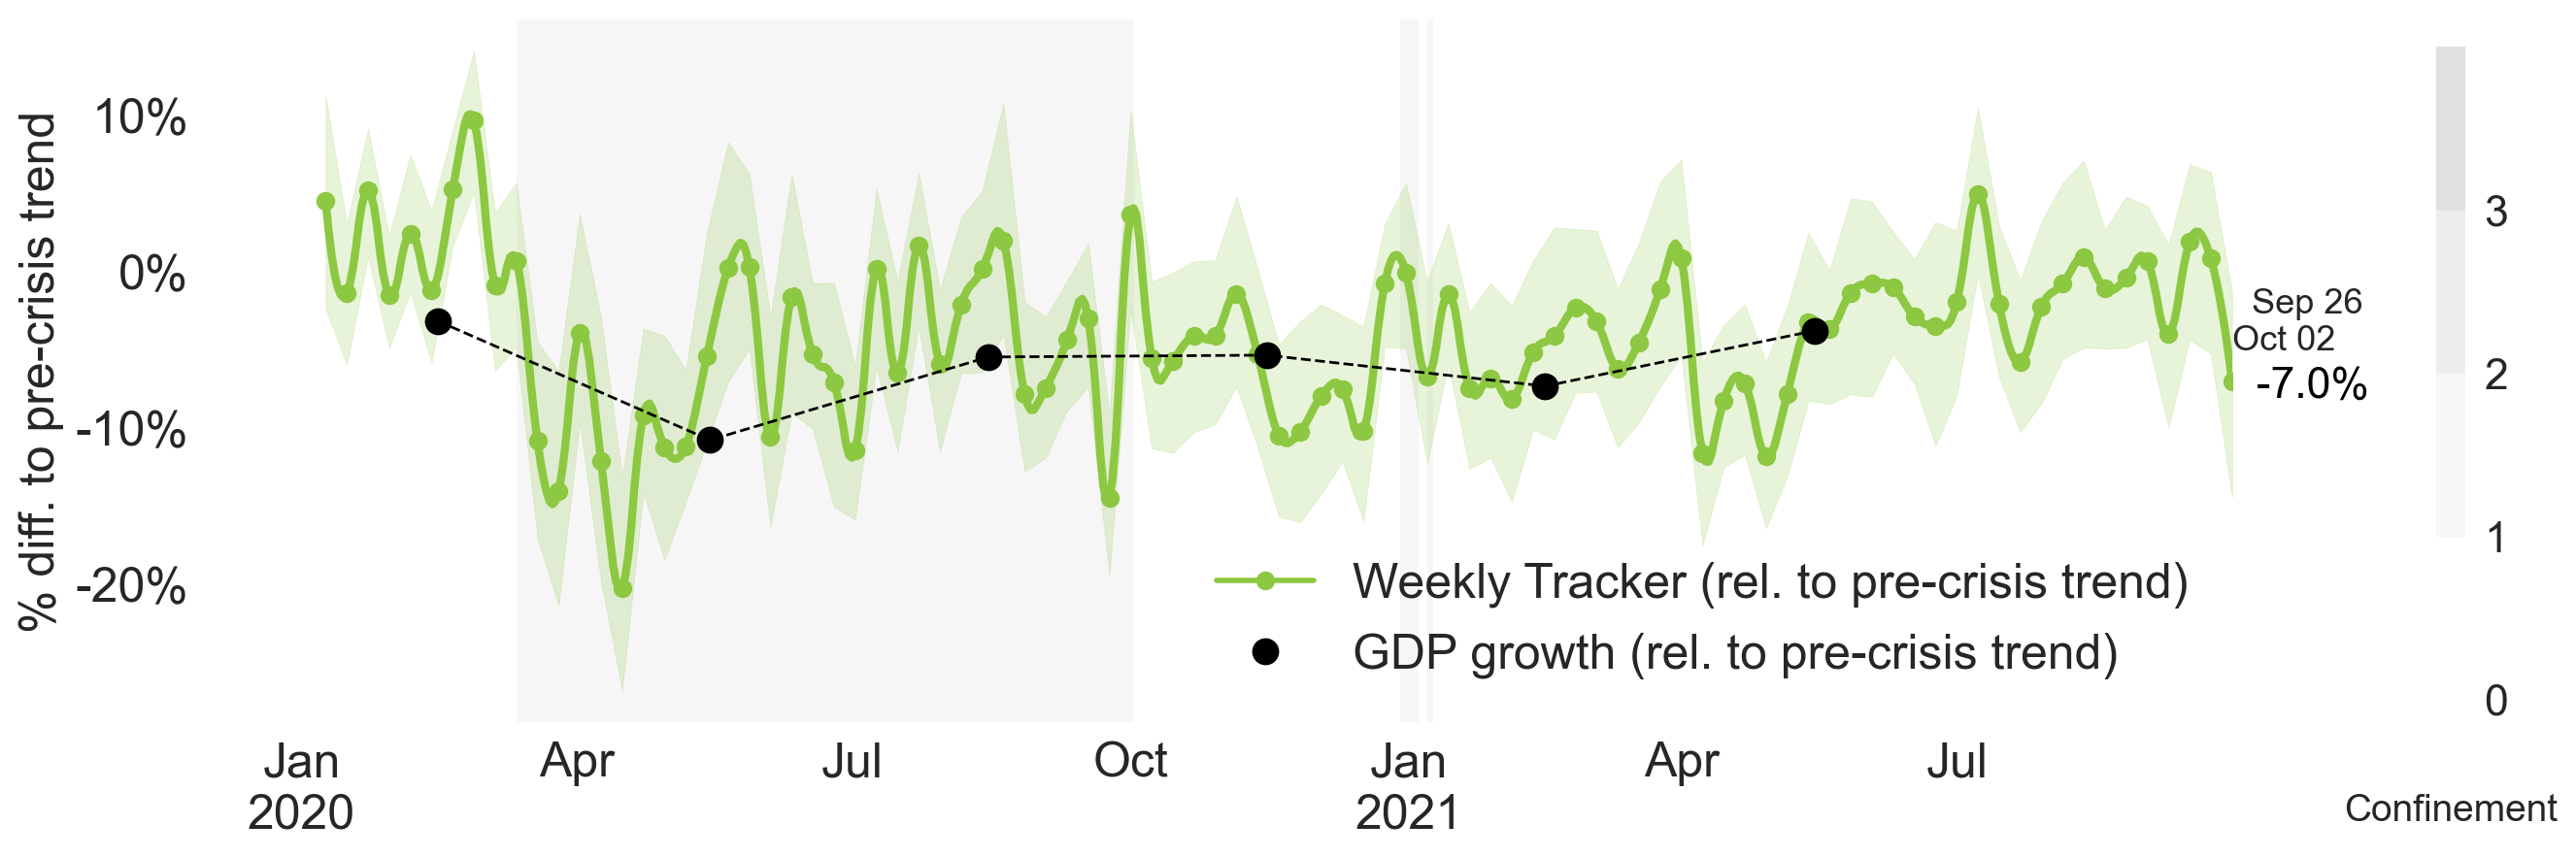 % diff. to pre-crisis trend
10%
0%
-10%
-20%
Sep 26
Oct 02
-7.0%
Weekly Tracker (rel. to pre-crisis trend)
GDP growth (rel. to pre-crisis trend)
Jan
2020
Apr
Jul
Oct
Jan
2021
Apr
Jul
3
2
1
0
Confinement